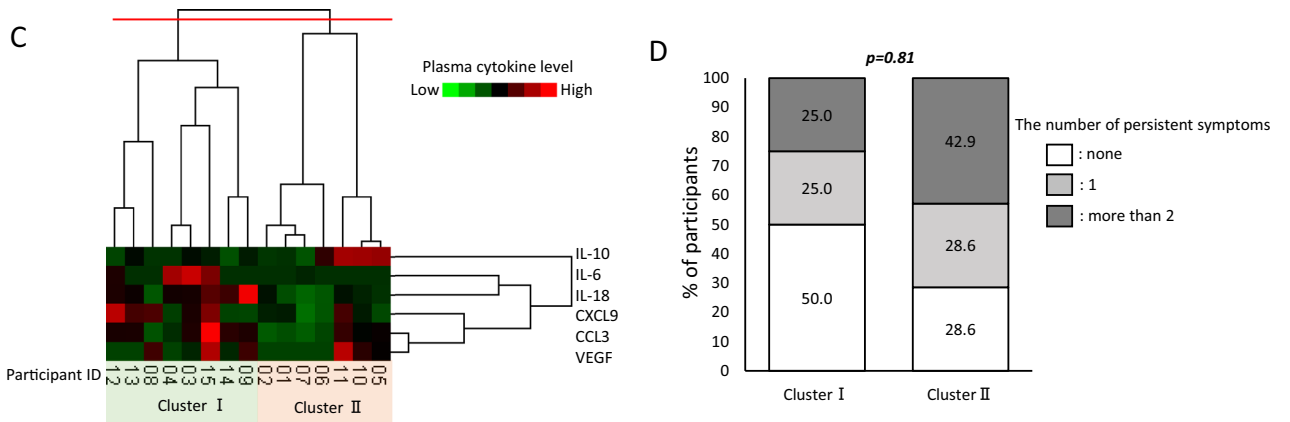 C
Plasma cytokine level
Low High
IL-10
IL-6
IL-18
CXCL9
CCL3
VEGF
Participant ID 12 13 08 04 03 15 14 09 02 01 07 06 11 10 05
Cluster Ⅰ Cluster Ⅱ
D
p=0.81
100
90
80
70
60
50
40
30
20
10
0
% of participants
25.0
25.0
50.0
42.9
28.6
28.6
Cluster Ⅰ Cluster Ⅱ
The number of persistent symptoms
: none
: 1
: more than 2